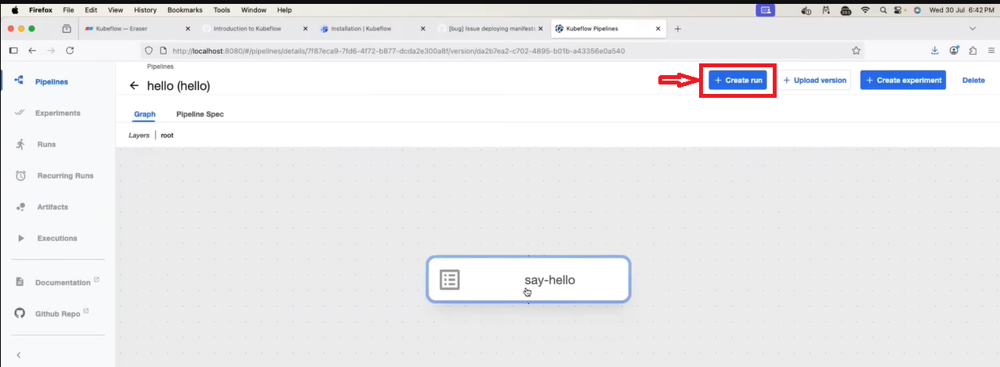 Firefox File Edit View History Bookmarks Tools Window Help 393 Wed 30 Jul 6:42 PM
Kubeflow — Eraser Introduction to Kubeflow Installation | Kubeflow [bug] Issue deploying manifests Kubeflow Pipelines
http://localhost:8080/#/pipelines/details/7f87eca9-7fd6-4f72-b877-dcda2e300a8f/version/da2b7ea2-c702-4895-b01b-a43356e0a540
Pipelines
hello (hello)
+ Create run + Upload version + Create experiment Delete
Graph Pipeline Spec
Layers root
Pipelines
Experiments
Runs
Recurring Runs
Artifacts
Executions
Documentation
Github Repo
say-hello